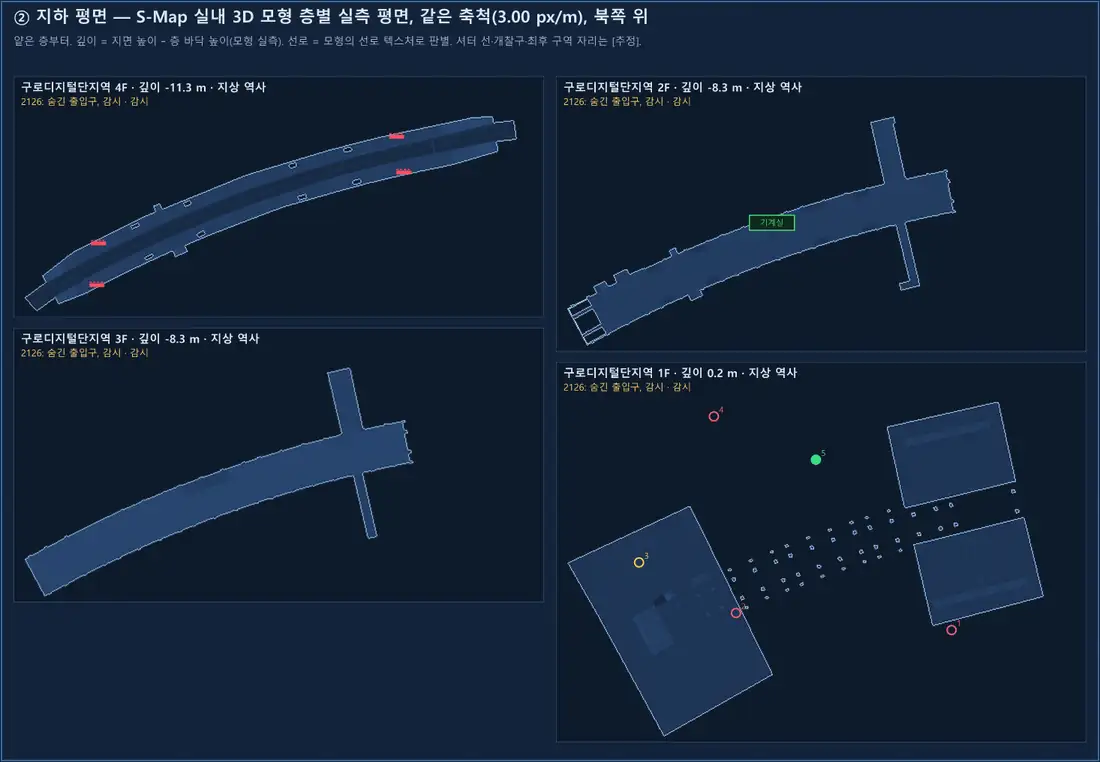 ② 지하 평면 — S-Map 실내 3D 모형 층별 실측 평면, 같은 축척(3.00 px/m), 북쪽 위
얕은 층부터. 깊이 = 지면 높이 − 층 바닥 높이(모형 실측). 선로 = 모형의 선로 텍스처로 판별. 셔터 선·개찰구·최후 구역 자리는 [추정].
구로디지털단지역 4F · 깊이 -11.3 m · 지상 역사
2126: 숨긴 출입구, 감시 · 감시
구로디지털단지역 2F · 깊이 -8.3 m · 지상 역사
2126: 숨긴 출입구, 감시 · 감시
기계실
구로디지털단지역 3F · 깊이 -8.3 m · 지상 역사
2126: 숨긴 출입구, 감시 · 감시
구로디지털단지역 1F · 깊이 0.2 m · 지상 역사
2126: 숨긴 출입구, 감시 · 감시
4
5
3
1